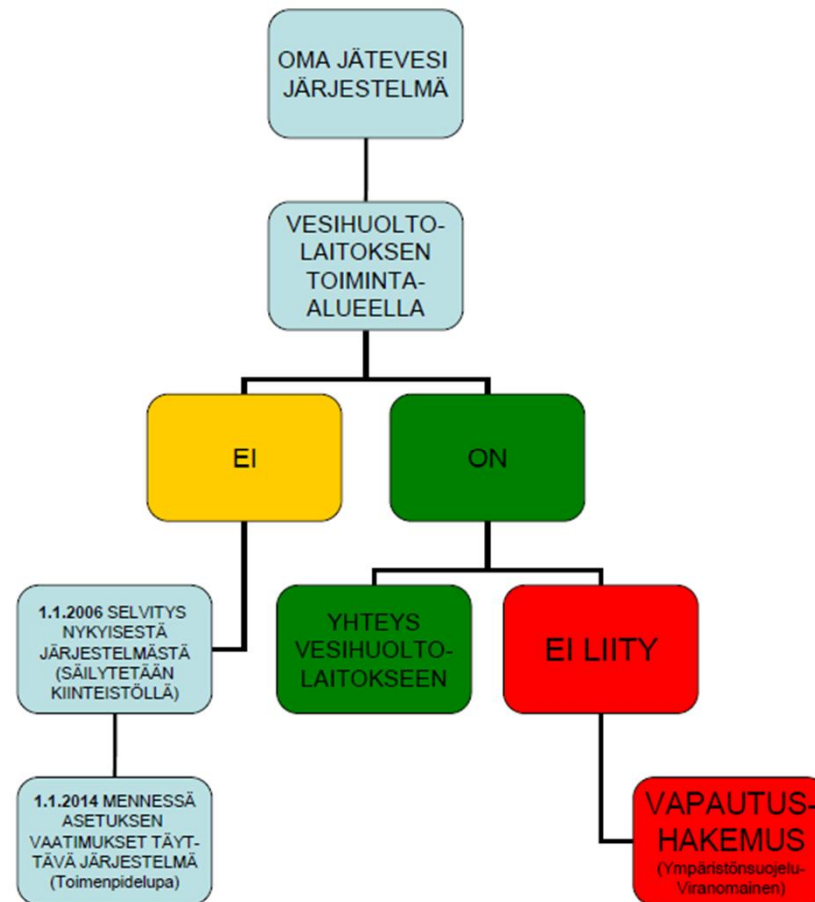 OMA JÄTEVESI
JÄRJESTELMÄ
VESIHUOLTO-
LAITOKSEN
TOIMINTA-
ALUEELLA
EI
ON
1.1.2006 SELVITYS
NYKYISESTÄ
JÄRJESTELMÄSTÄ
(SÄILYTETÄÄN
KIINTEISTÖLLÄ)
YHTEYS
VESIHUOLTO-
LAITOKSEEN
EI LIITY
1.1.2014 MENNESSÄ
ASETUKSEN
VAATIMUKSET TÄYT-
TÄVÄ JÄRJESTELMÄ
(Toimenpidelupa)
VAPAUTUS-
HAKEMUS
(Ympäristönsuojelu-
Viranomainen)